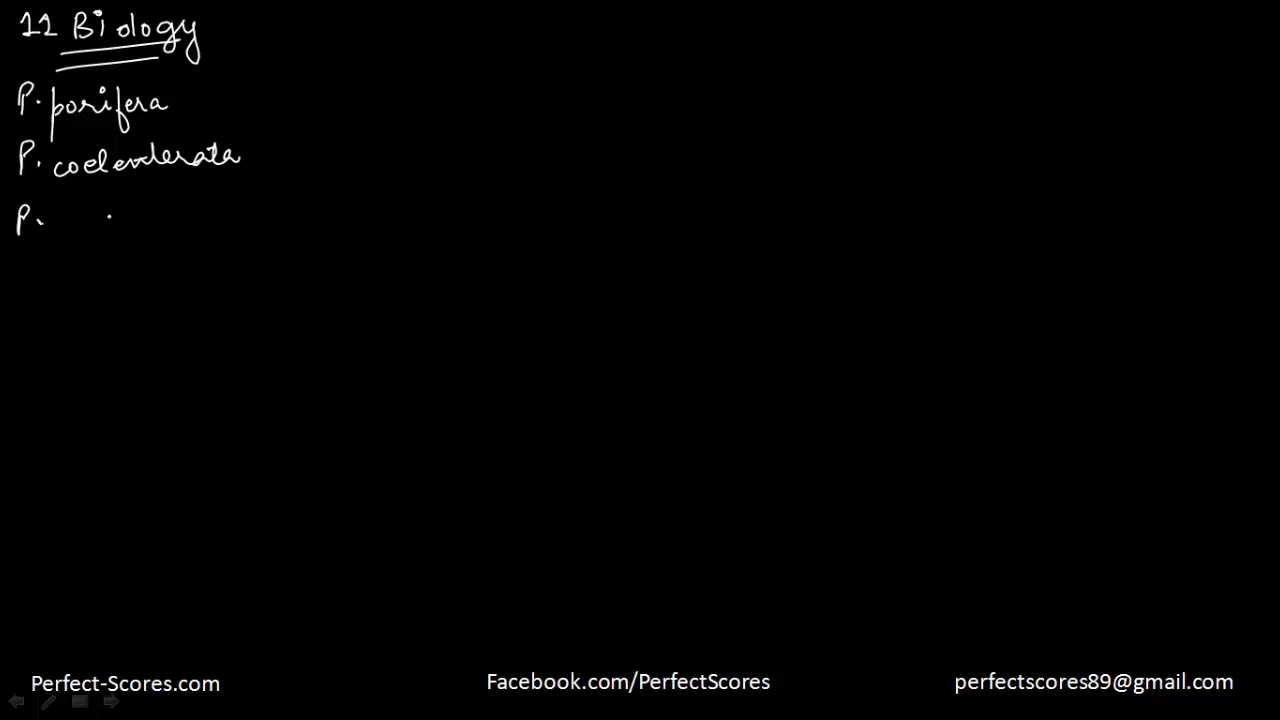 11 Biology
P. porifera
P. coelenterata
P.
Perfect-Scores.com
Facebook.com/PerfectScores
perfectscores89@gmail.com